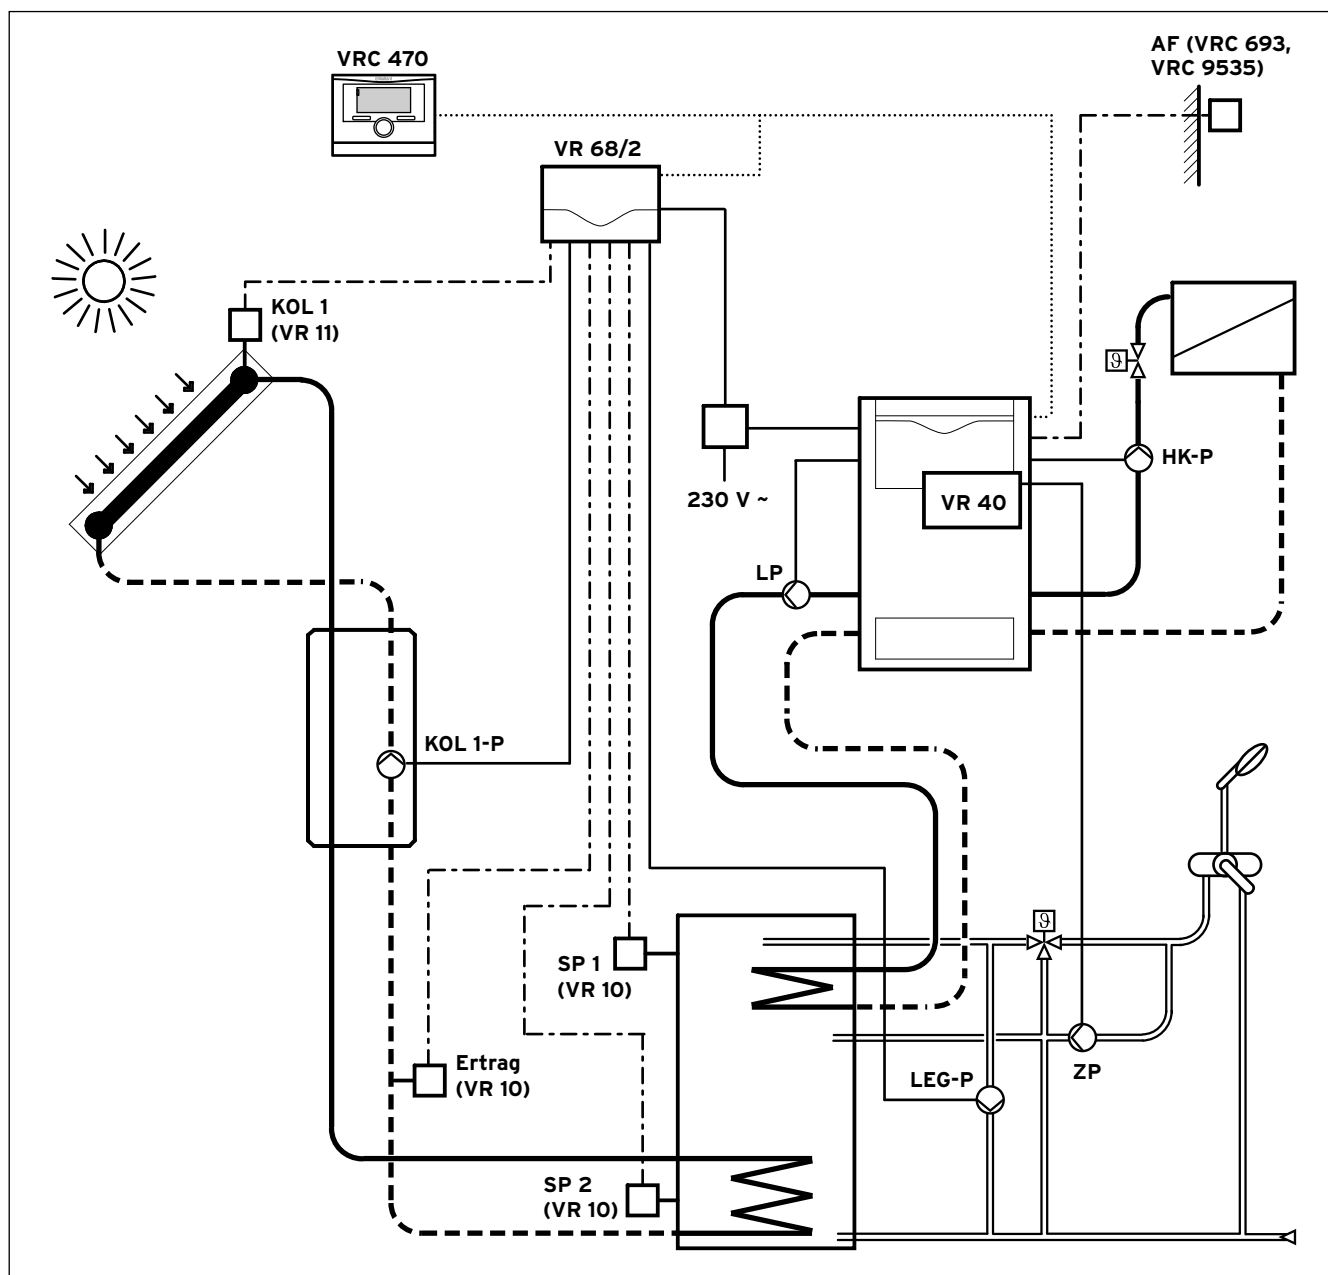 VRC 470
AF (VRC 693,
VRC 9535)
VR 68/2
KOL 1
(VR 11)
ϑ
HK-P
230 V ~
VR 40
LP
KOL 1-P
ϑ
SP 1
(VR 10)
Ertrag
(VR 10)
LEG-P
ZP
SP 2
(VR 10)